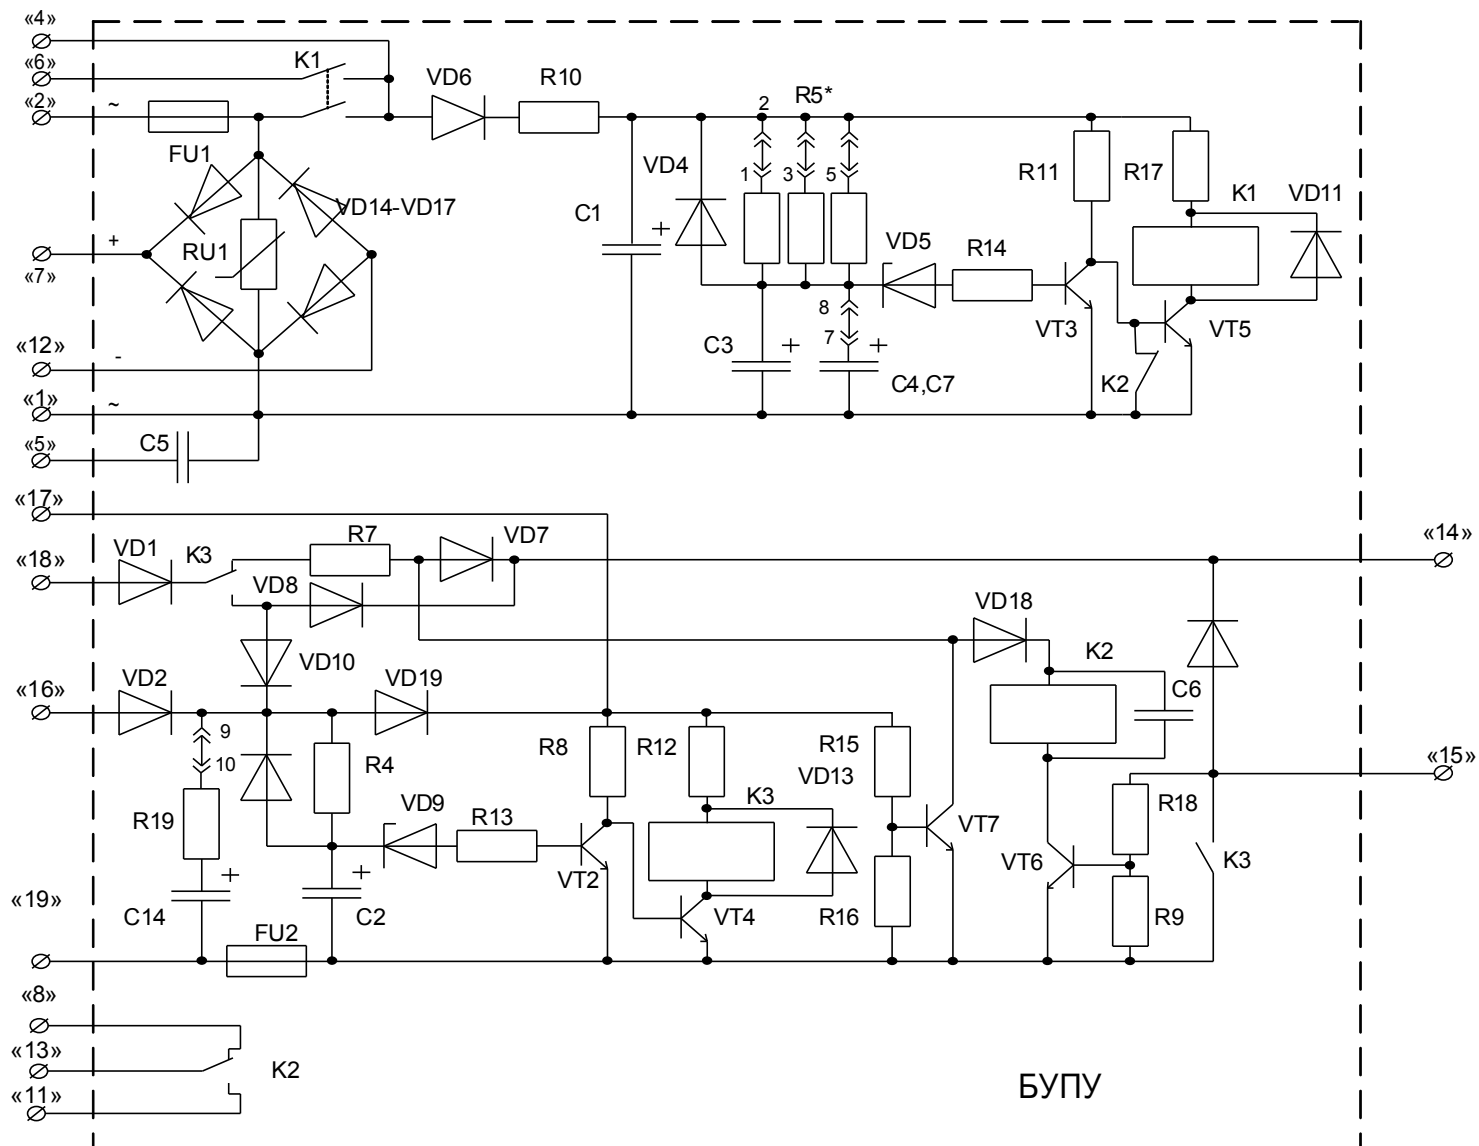 «4»
«6»
K1
VD6
R10
«2»
~
2
R5*
FU1
1
3
5
VD4
R11
R17
K1
VD11
VD14-VD17
C1
+
«7»
+
RU1
VD5
R14
8
7
VT3
VT5
«12»
-
C3
+
+
C4,C7
K2
«1»
~
«5»
C5
«17»
«18»
VD1
K3
R7
VD7
«14»
VD8
VD18
VD10
K2
«16»
VD2
VD19
C6
9
10
R4
R8
R12
R15
VD13
«15»
R19
VD9
R13
K3
R18
VT7
+
+
VT2
VT6
K3
«19»
C14
C2
VT4
R16
R9
FU2
«8»
«13»
K2
«11»
БУПУ